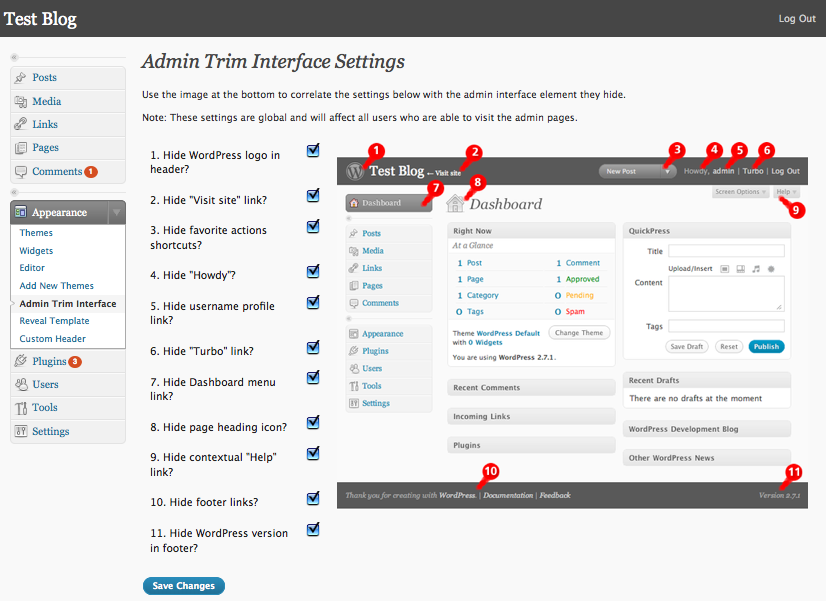 Test Blog
Log Out
Posts
Media
Links
Pages
Comments 1
Appearance
Themes
Widgets
Editor
Add New Themes
Admin Trim Interface
Reveal Template
Custom Header
Plugins 3
Users
Tools
Settings
Admin Trim Interface Settings
Use the image at the bottom to correlate the settings below with the admin interface element they hide.
Note: These settings are global and will affect all users who are able to visit the admin pages.
1. Hide WordPress logo in
header?
2. Hide "Visit site" link?
3. Hide favorite actions
shortcuts?
4. Hide "Howdy"?
5. Hide username profile
link?
6. Hide "Turbo" link?
7. Hide Dashboard menu
link?
8. Hide page heading icon?
9. Hide contextual "Help"
link?
10. Hide footer links?
11. Hide WordPress version
in footer?
Save Changes
1
2
3
4
5
6
Test Blog ←Visit site
New Post
Howdy, admin | Turbo | Log Out
7
8
9
Screen Options
Help
Dashboard
Posts
Media
Links
Pages
Comments
Appearance
Plugins
Users
Tools
Settings
Dashboard
Right Now
At a Glance
1 Post
1 Comment
1 Page
1 Approved
1 Category
0 Pending
0 Tags
0 Spam
Theme WordPress Default
with 0 Widgets
Change Theme
You are using WordPress 2.7.1.
Recent Comments
Incoming Links
Plugins
QuickPress
Title
Upload/Insert
Content
Tags
Save Draft
Reset
Publish
Recent Drafts
There are no drafts at the moment
WordPress Development Blog
Other WordPress News
10
11
Thank you for creating with WordPress. | Documentation | Feedback
Version 2.7.1